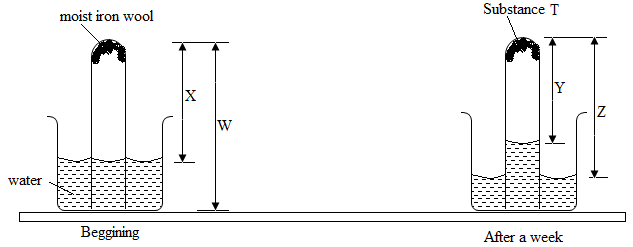 moist iron wool
Substance T
X
W
Y
Z
water
Beggining
After a week